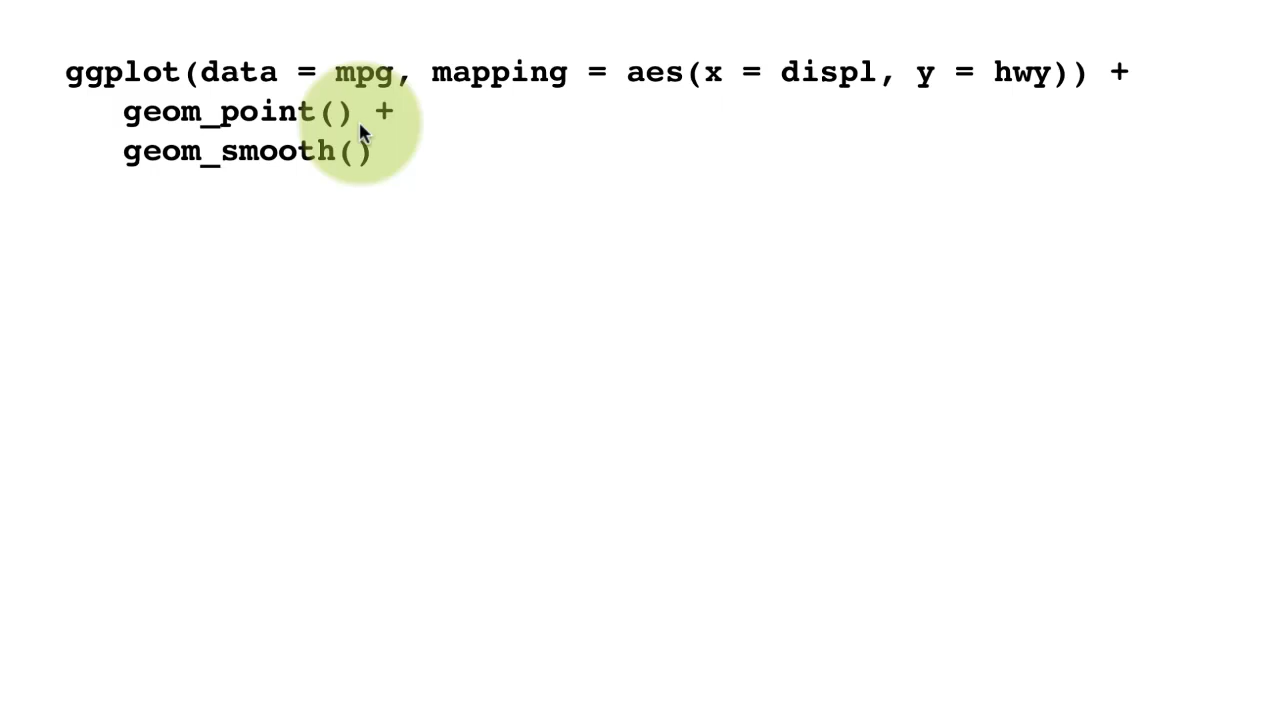 ggplot(data = mpg, mapping = aes(x = displ, y = hwy)) +
   geom_point() +
   geom_smooth()